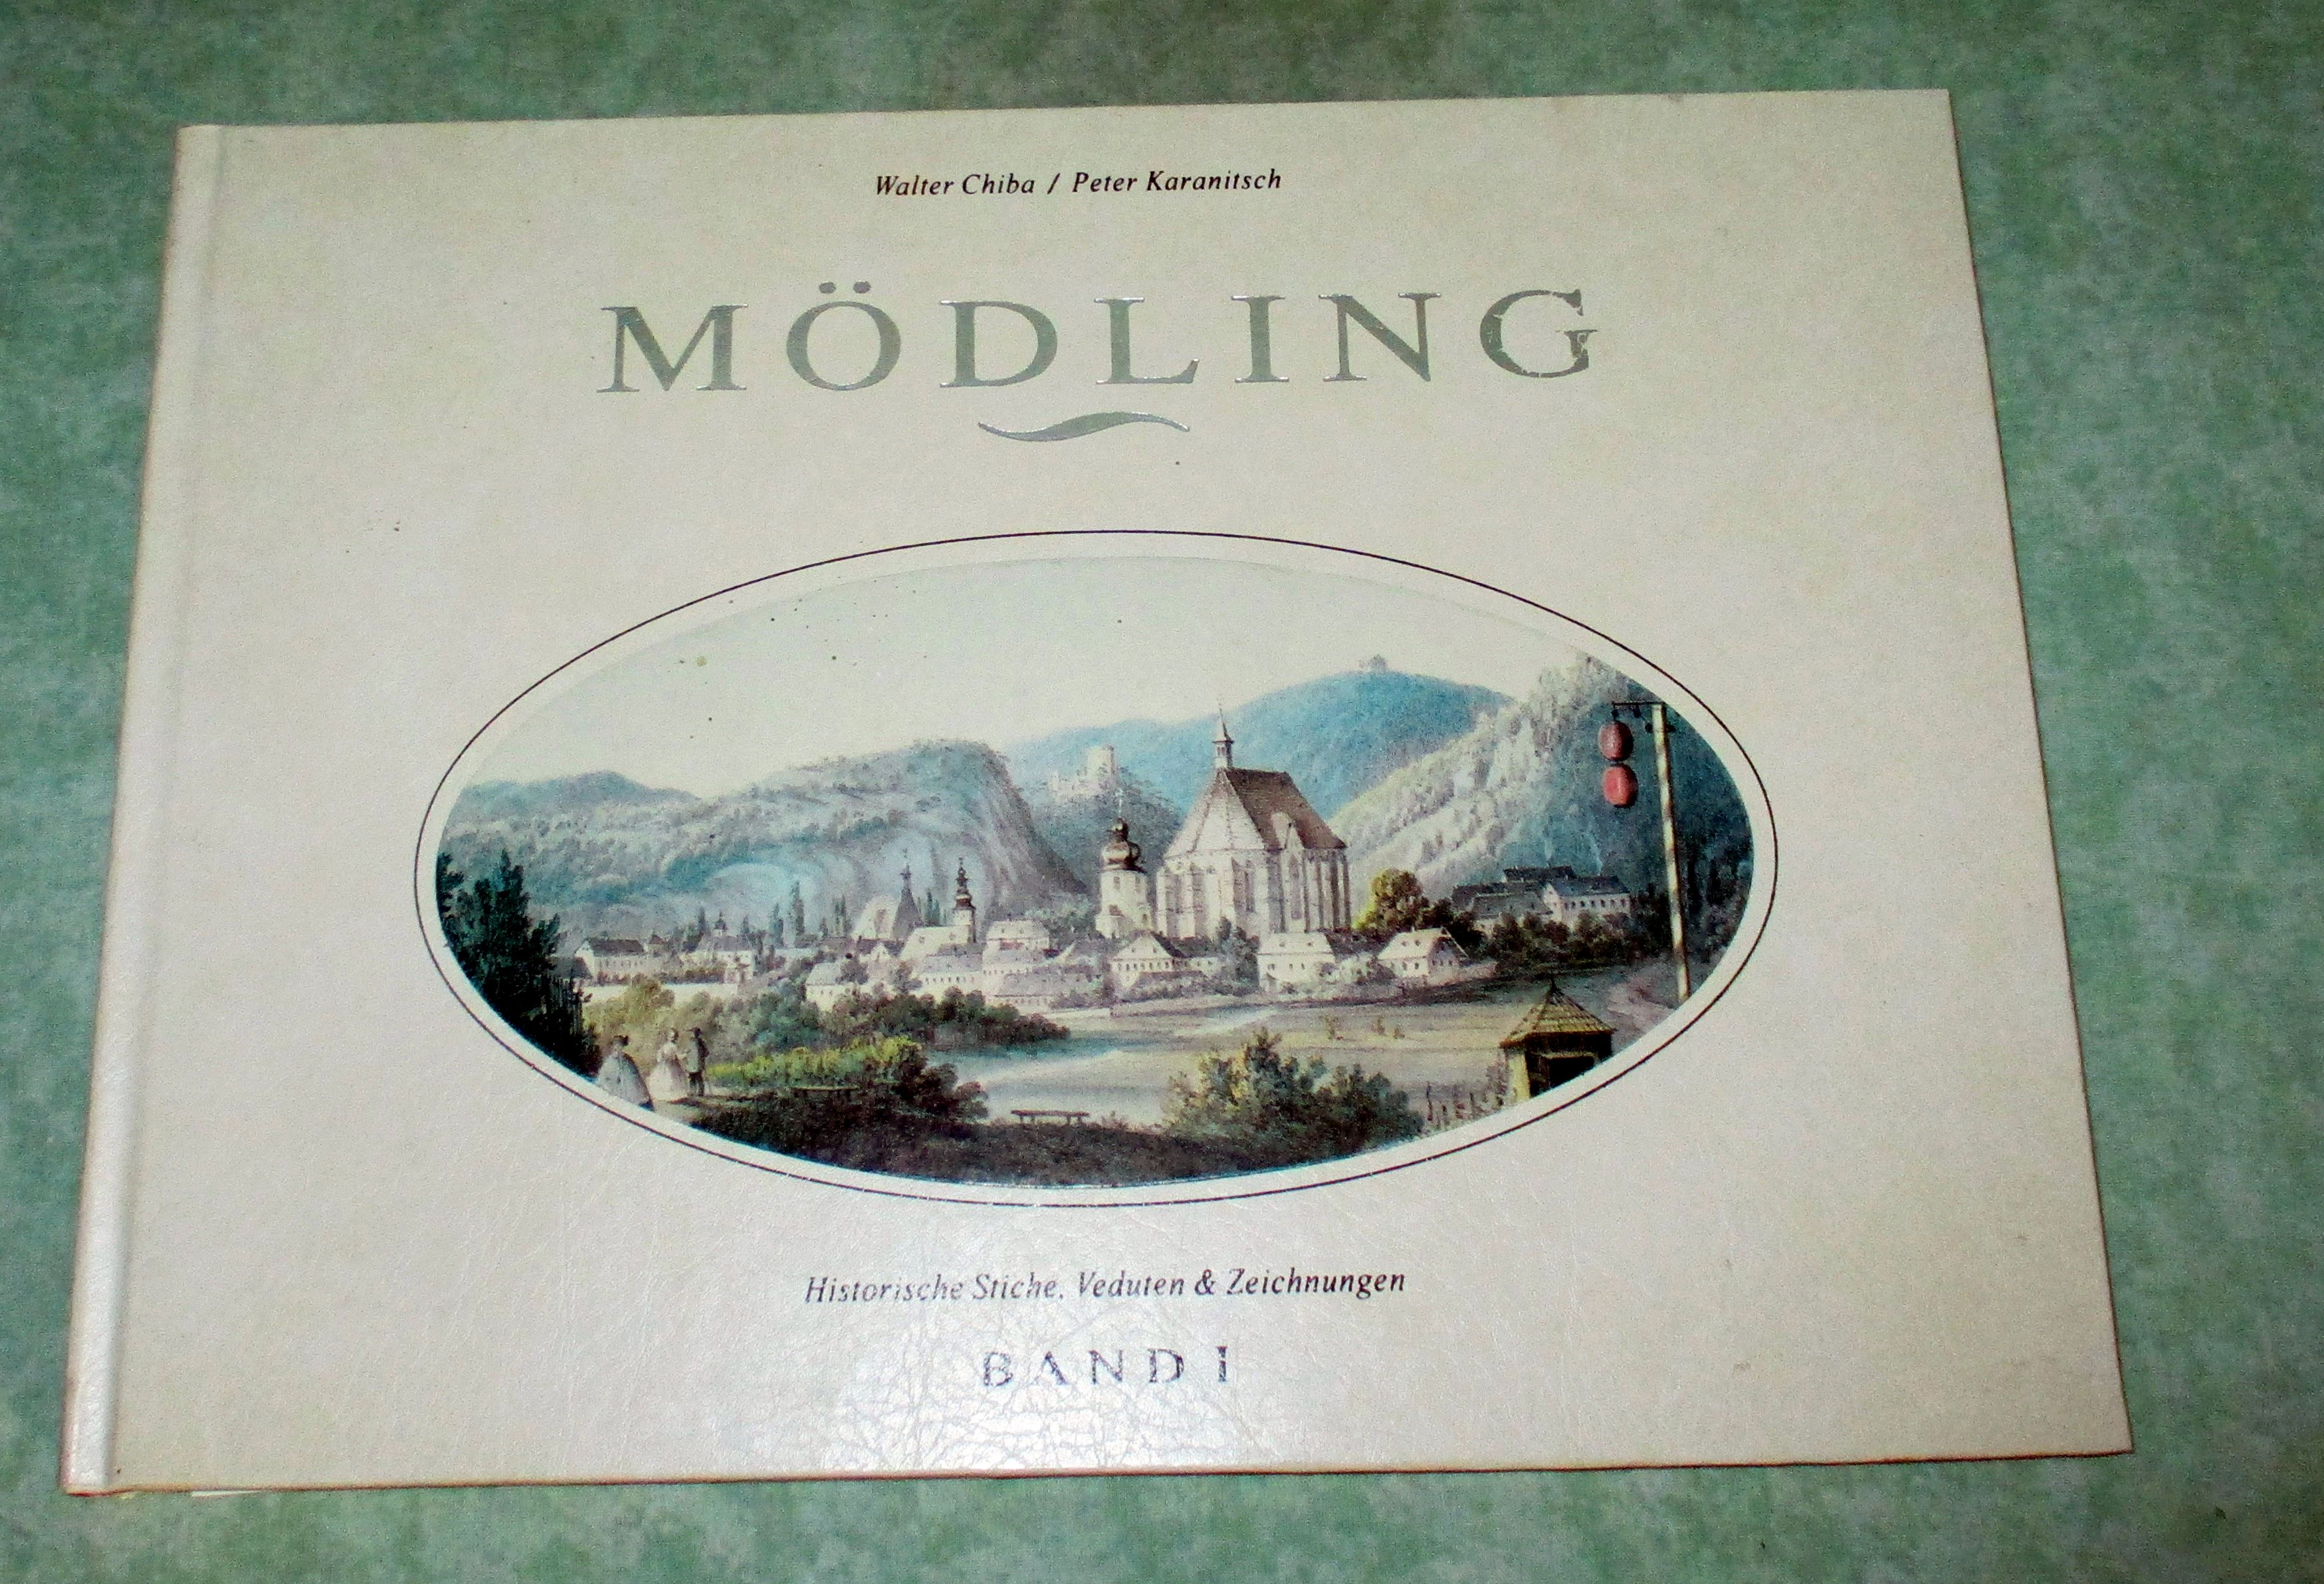 Walter Chiba / Peter Karanitsch
MÖDLING
Historische Stiche, Veduten & Zeichnungen
BAND I